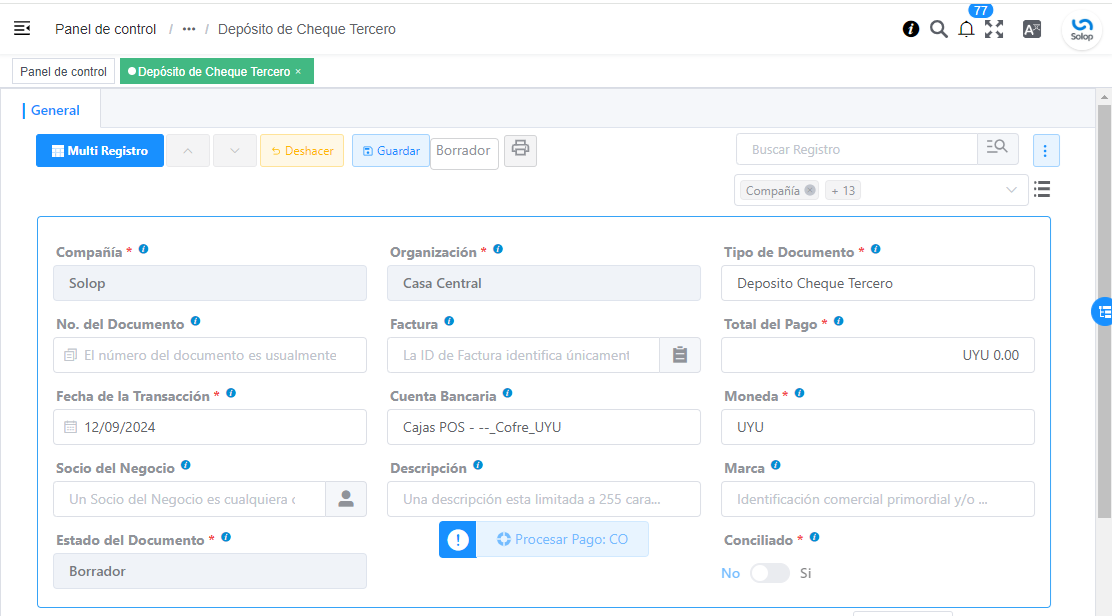 Panel de control / ••• / Depósito de Cheque Tercero
77
Solop
Panel de control
Depósito de Cheque Tercero ×
General
Multi Registro
Deshacer
Guardar
Borrador
Buscar Registro
Compañía
+ 13
Compañía *
Organización *
Tipo de Documento *
Solop
Casa Central
Deposito Cheque Tercero
No. del Documento
Factura
Total del Pago *
El número del documento es usualmente
La ID de Factura identifica únicament
UYU 0.00
Fecha de la Transacción *
Cuenta Bancaria
Moneda *
12/09/2024
Cajas POS - --_Cofre_UYU
UYU
Socio del Negocio
Descripción
Marca
Un Socio del Negocio es cualquiera c
Una descripción esta limitada a 255 cara...
Identificación comercial primordial y/o ...
Estado del Documento *
Procesar Pago: CO
Conciliado *
Borrador
No
Si